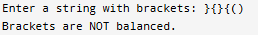 Enter a string with brackets: }{}{()
Brackets are NOT balanced.